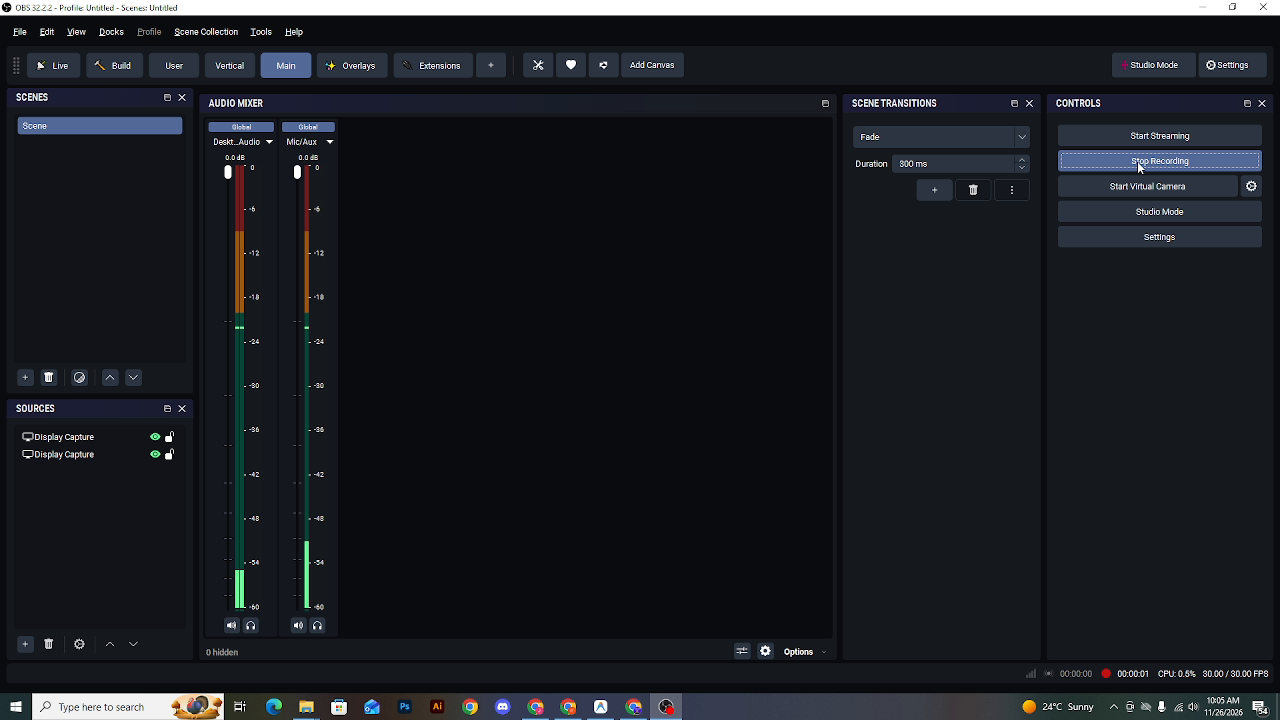 OBS 32.2.2 - Profile: Untitled - Scenes: Untitled
File Edit View Docks Profile Scene Collection Tools Help
Live Build User Vertical Main Overlays Extensions + Add Canvas Studio Mode Settings
SCENES
Scene
SOURCES
Display Capture
Display Capture
AUDIO MIXER
Global Global
Deskt...Audio Mic/Aux
0.0 dB 0.0 dB
0 0
-6 -6
-12 -12
-18 -18
-24 -24
-30 -30
-36 -36
-42 -42
-48 -48
-54 -54
-60 -60
0 hidden Options
SCENE TRANSITIONS
Fade
Duration 300 ms
CONTROLS
Start Streaming
Stop Recording
Start Virtual Camera
Studio Mode
Settings
00:00:00 00:00:01 CPU: 0.5% 30.00 / 30.00 FPS
Type here to search
Ps Ai
24°C Sunny
10:05 AM
11/26/2026